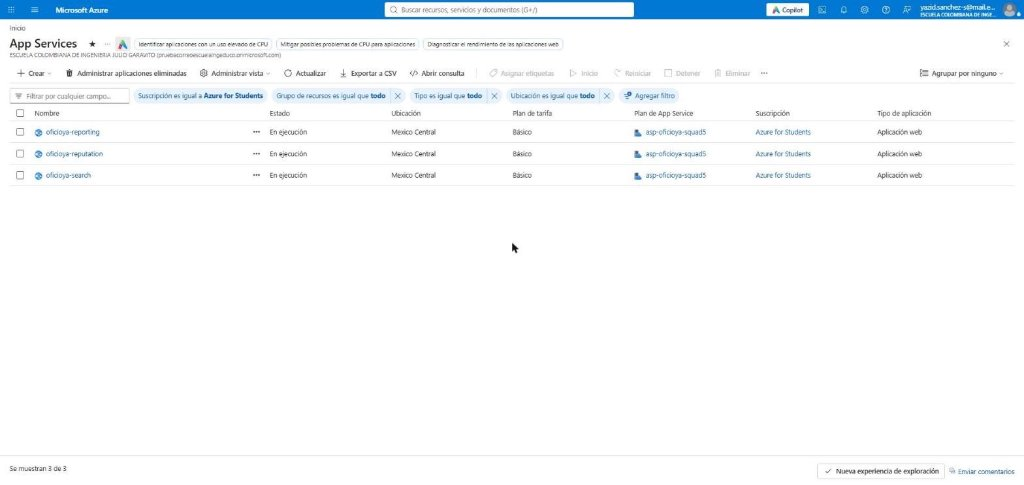 Microsoft Azure
Buscar recursos, servicios y documentos (G+/)
Copilot
yazid.sanchez-s@mail.e...
ESCUELA COLOMBIANA DE INGE...
Inicio
App Services
Identificar aplicaciones con un uso elevado de CPU
Mitigar posibles problemas de CPU para aplicaciones
Diagnosticar el rendimiento de las aplicaciones web
ESCUELA COLOMBIANA DE INGENIERIA JULIO GARAVITO
Crear
Administrar aplicaciones eliminadas
Administrar vista
Actualizar
Exportar a CSV
Abrir consulta
Asignar etiquetas
Inicio
Reiniciar
Detener
Eliminar
Agrupar por ninguno
Filtrar por cualquier campo...
Suscripción es igual a Azure for Students
Grupo de recursos es igual que todo
Tipo es igual que todo
Ubicación es igual que todo
Agregar filtro
Nombre Estado Ubicación Plan de tarifa Plan de App Service Suscripción Tipo de aplicación
oficioya-reporting ... En ejecución Mexico Central Básico asp-oficioya-squad5 Azure for Students Aplicación web
oficioya-reputation ... En ejecución Mexico Central Básico asp-oficioya-squad5 Azure for Students Aplicación web
oficioya-search ... En ejecución Mexico Central Básico asp-oficioya-squad5 Azure for Students Aplicación web
Se muestran 3 de 3
Nueva experiencia de exploración
Enviar comentarios